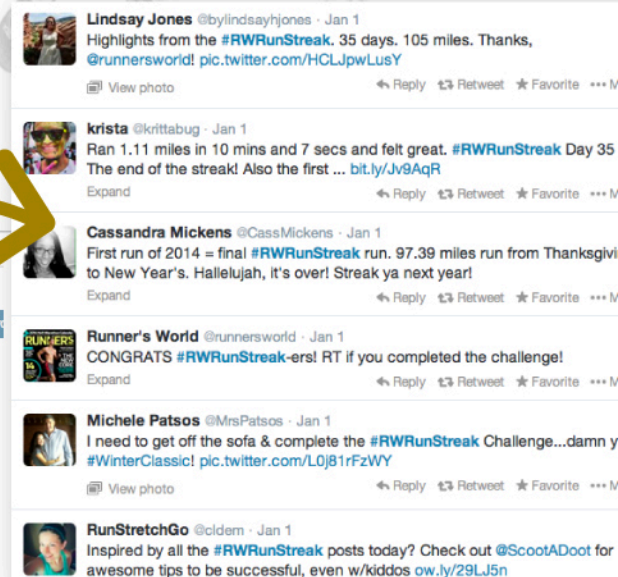 Lindsay Jones @bylindsayhjones · Jan 1
Highlights from the #RWRunStreak. 35 days. 105 miles. Thanks,
@runnersworld! pic.twitter.com/HCLJpwLusY
View photo Reply Retweet Favorite ••• M
krista @krittabug · Jan 1
Ran 1.11 miles in 10 mins and 7 secs and felt great. #RWRunStreak Day 35
The end of the streak! Also the first ... bit.ly/Jv9AqR
Expand Reply Retweet Favorite ••• M
Cassandra Mickens @CassMickens · Jan 1
First run of 2014 = final #RWRunStreak run. 97.39 miles run from Thanksgivi
to New Year's. Hallelujah, it's over! Streak ya next year!
Expand Reply Retweet Favorite ••• M
Runner's World @runnersworld · Jan 1
CONGRATS #RWRunStreak-ers! RT if you completed the challenge!
Expand Reply Retweet Favorite ••• M
RUNNERS
Michele Patsos @MrsPatsos · Jan 1
I need to get off the sofa & complete the #RWRunStreak Challenge...damn y
#WinterClassic! pic.twitter.com/L0j81rFzWY
View photo Reply Retweet Favorite ••• M
RunStretchGo @cldem · Jan 1
Inspired by all the #RWRunStreak posts today? Check out @ScootADoot for
awesome tips to be successful, even w/kiddos ow.ly/29LJ5n